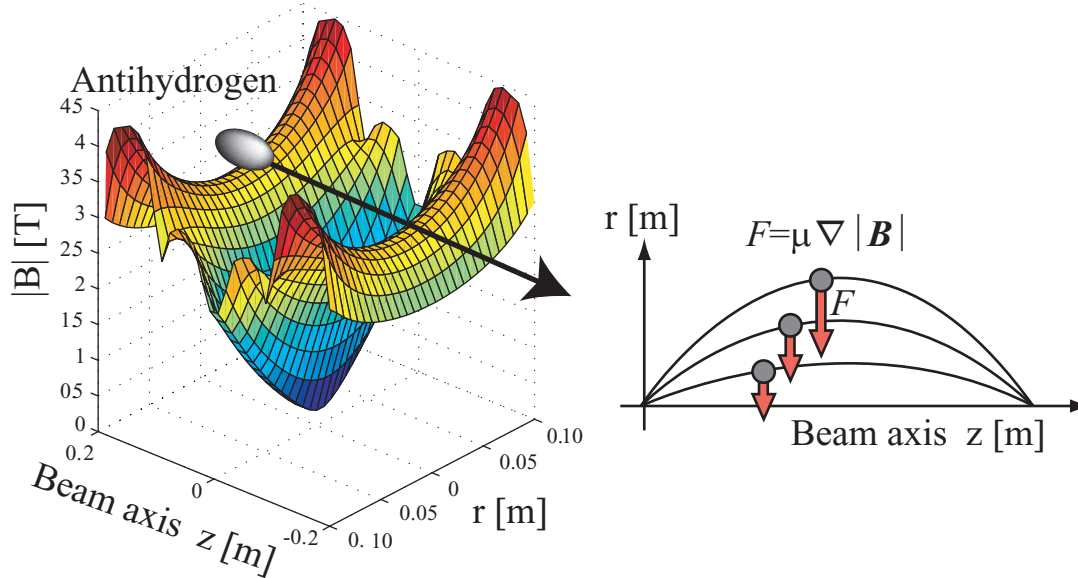 Antihydrogen
45
4
35
3
25
2
15
1
05
0
|B| [T]
0.2
0
-0.2
Beam axis z [m]
0.10
0.05
0
0.05
0. 10
r [m]
r [m]
F=μ ∇ |B|
F
Beam axis z [m]